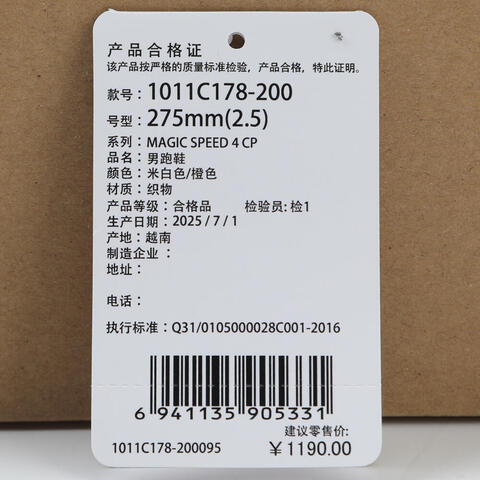 产品合格证
该产品按严格的质量标准检验，产品合格，特此证明。
款号：1011C178-200
号型：275mm(2.5)
系列：MAGIC SPEED 4 CP
品名：男跑鞋
颜色：米白色/橙色
材质：织物
产品等级：合格品 检验员：检1
生产日期：2025 / 7 / 1
产地：越南
制造企业：
地址：
电话：
执行标准：Q31/0105000028C001-2016
6 941135 905331
建议零售价：
1011C178-200095 ¥1190.00